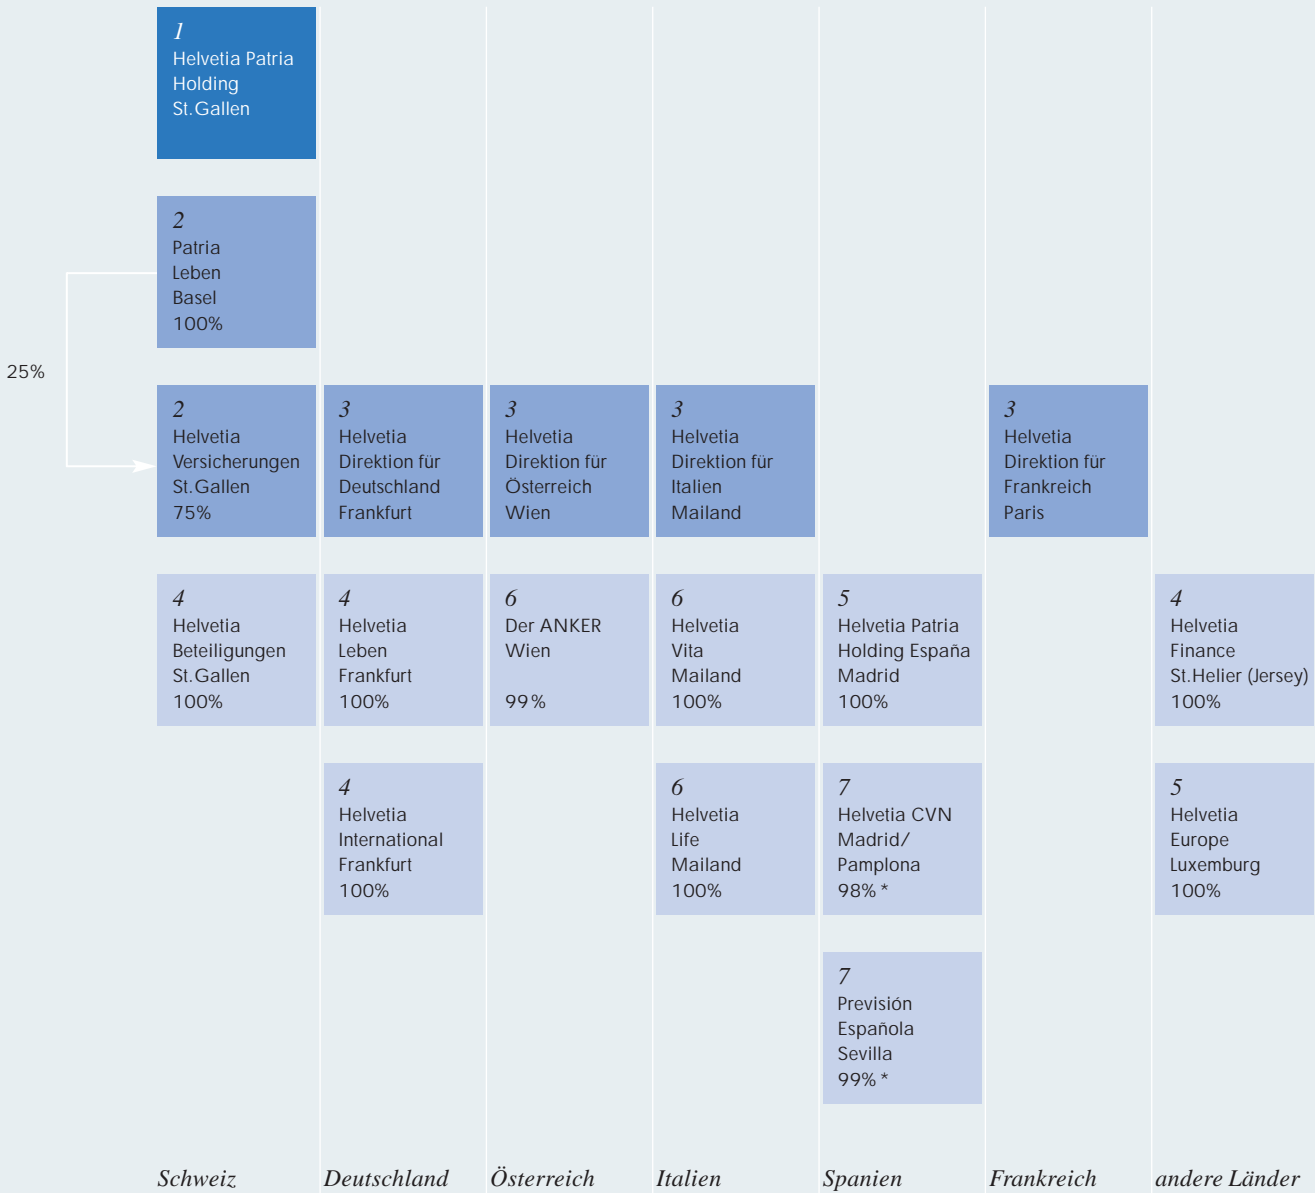 1
Helvetia Patria
Holding
St.Gallen
2
Patria
Leben
Basel
100%
25%
2
Helvetia
Versicherungen
St.Gallen
75%
3
Helvetia
Direktion für
Deutschland
Frankfurt
3
Helvetia
Direktion für
Österreich
Wien
3
Helvetia
Direktion für
Italien
Mailand
3
Helvetia
Direktion für
Frankreich
Paris
4
Helvetia
Beteiligungen
St.Gallen
100%
4
Helvetia
Leben
Frankfurt
100%
6
Der ANKER
Wien
99%
6
Helvetia
Vita
Mailand
100%
5
Helvetia Patria
Holding España
Madrid
100%
4
Helvetia
Finance
St.Helier (Jersey)
100%
4
Helvetia
International
Frankfurt
100%
6
Helvetia
Life
Mailand
100%
7
Helvetia CVN
Madrid/
Pamplona
98% *
5
Helvetia
Europe
Luxemburg
100%
7
Previsión
Española
Sevilla
99% *
Schweiz
Deutschland
Österreich
Italien
Spanien
Frankreich
andere Länder